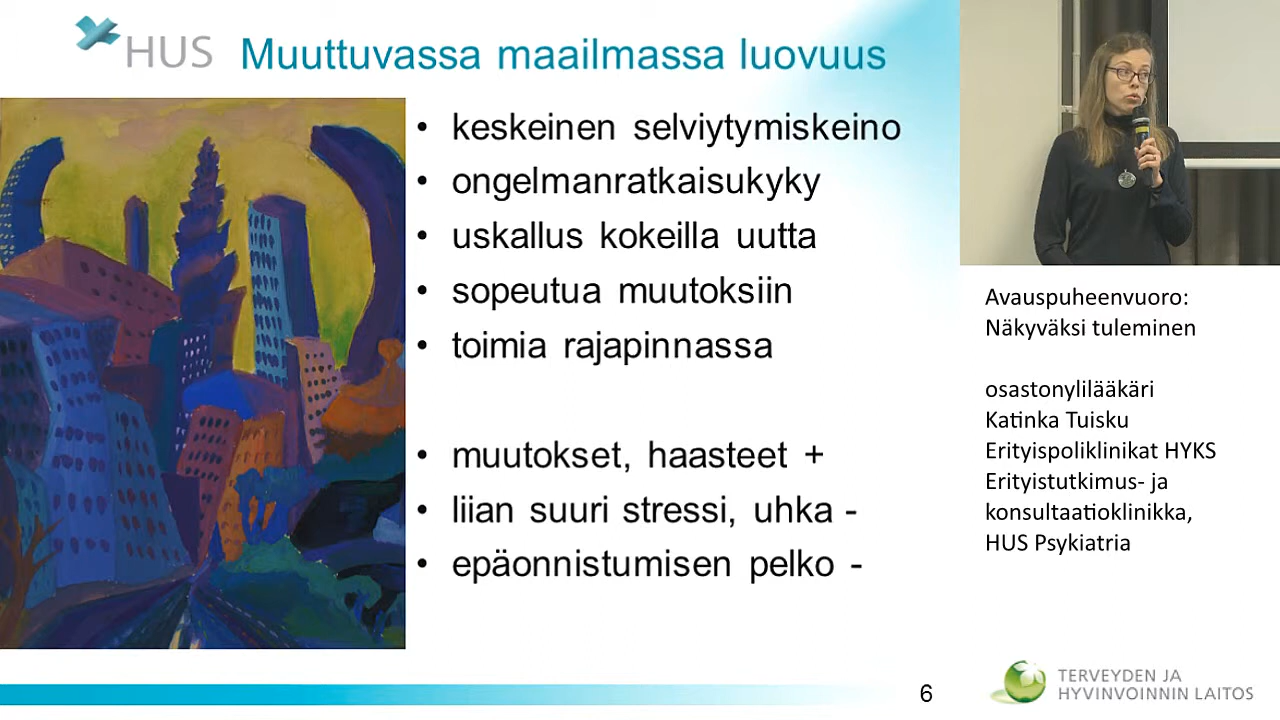 HUS
Muuttuvassa maailmassa luovuus
• keskeinen selviytymiskeino
• ongelmanratkaisukyky
• uskallus kokeilla uutta
• sopeutua muutoksiin
• toimia rajapinnassa
• muutokset, haasteet +
• liian suuri stressi, uhka -
• epäonnistumisen pelko -
6
Avauspuheenvuoro:
Näkyväksi tuleminen
osastonylilääkäri
Katinka Tuisku
Erityispoliklinikat HYKS
Erityistutkimus- ja
konsultaatioklinikka,
HUS Psykiatria
TERVEYDEN JA
HYVINVOINNIN LAITOS